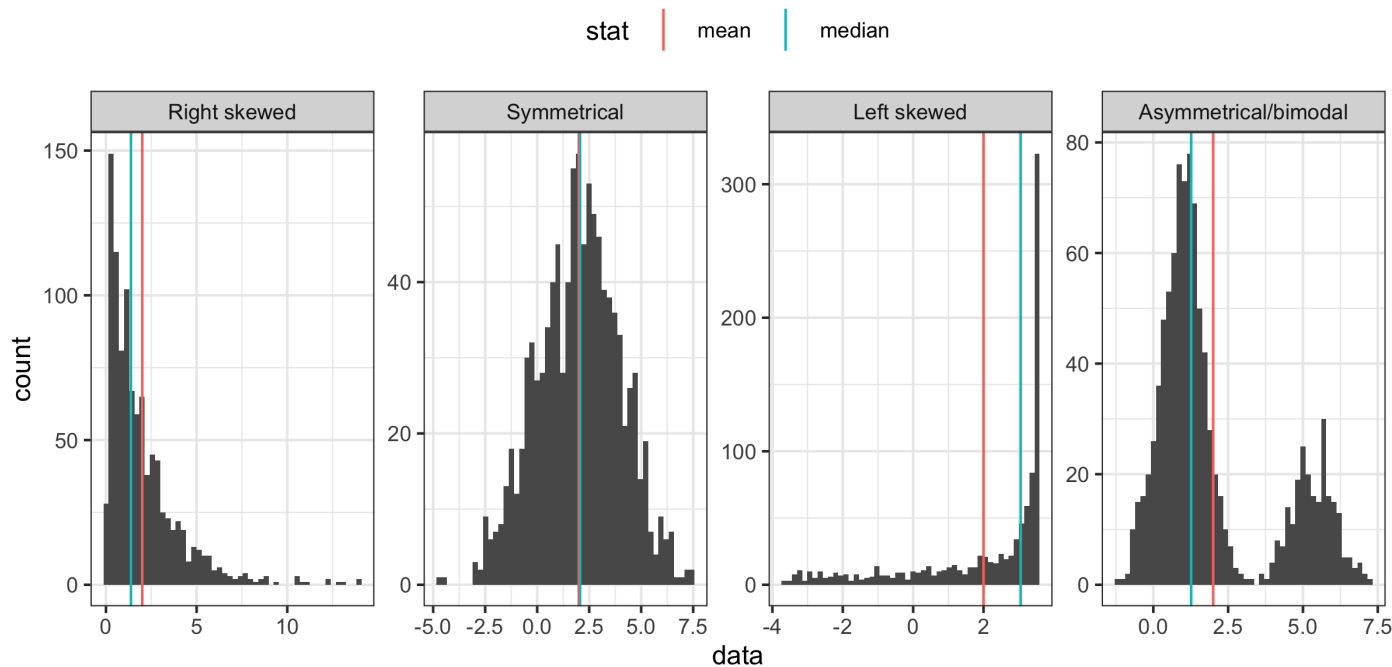 stat mean median
Right skewed Symmetrical Left skewed Asymmetrical/bimodal
count
150
100
50
0
0 5 10
40
20
0
-5.0 -2.5 0.0 2.5 5.0 7.5
300
200
100
0
-4 -2 0 2
80
60
40
20
0
0.0 2.5 5.0 7.5
data